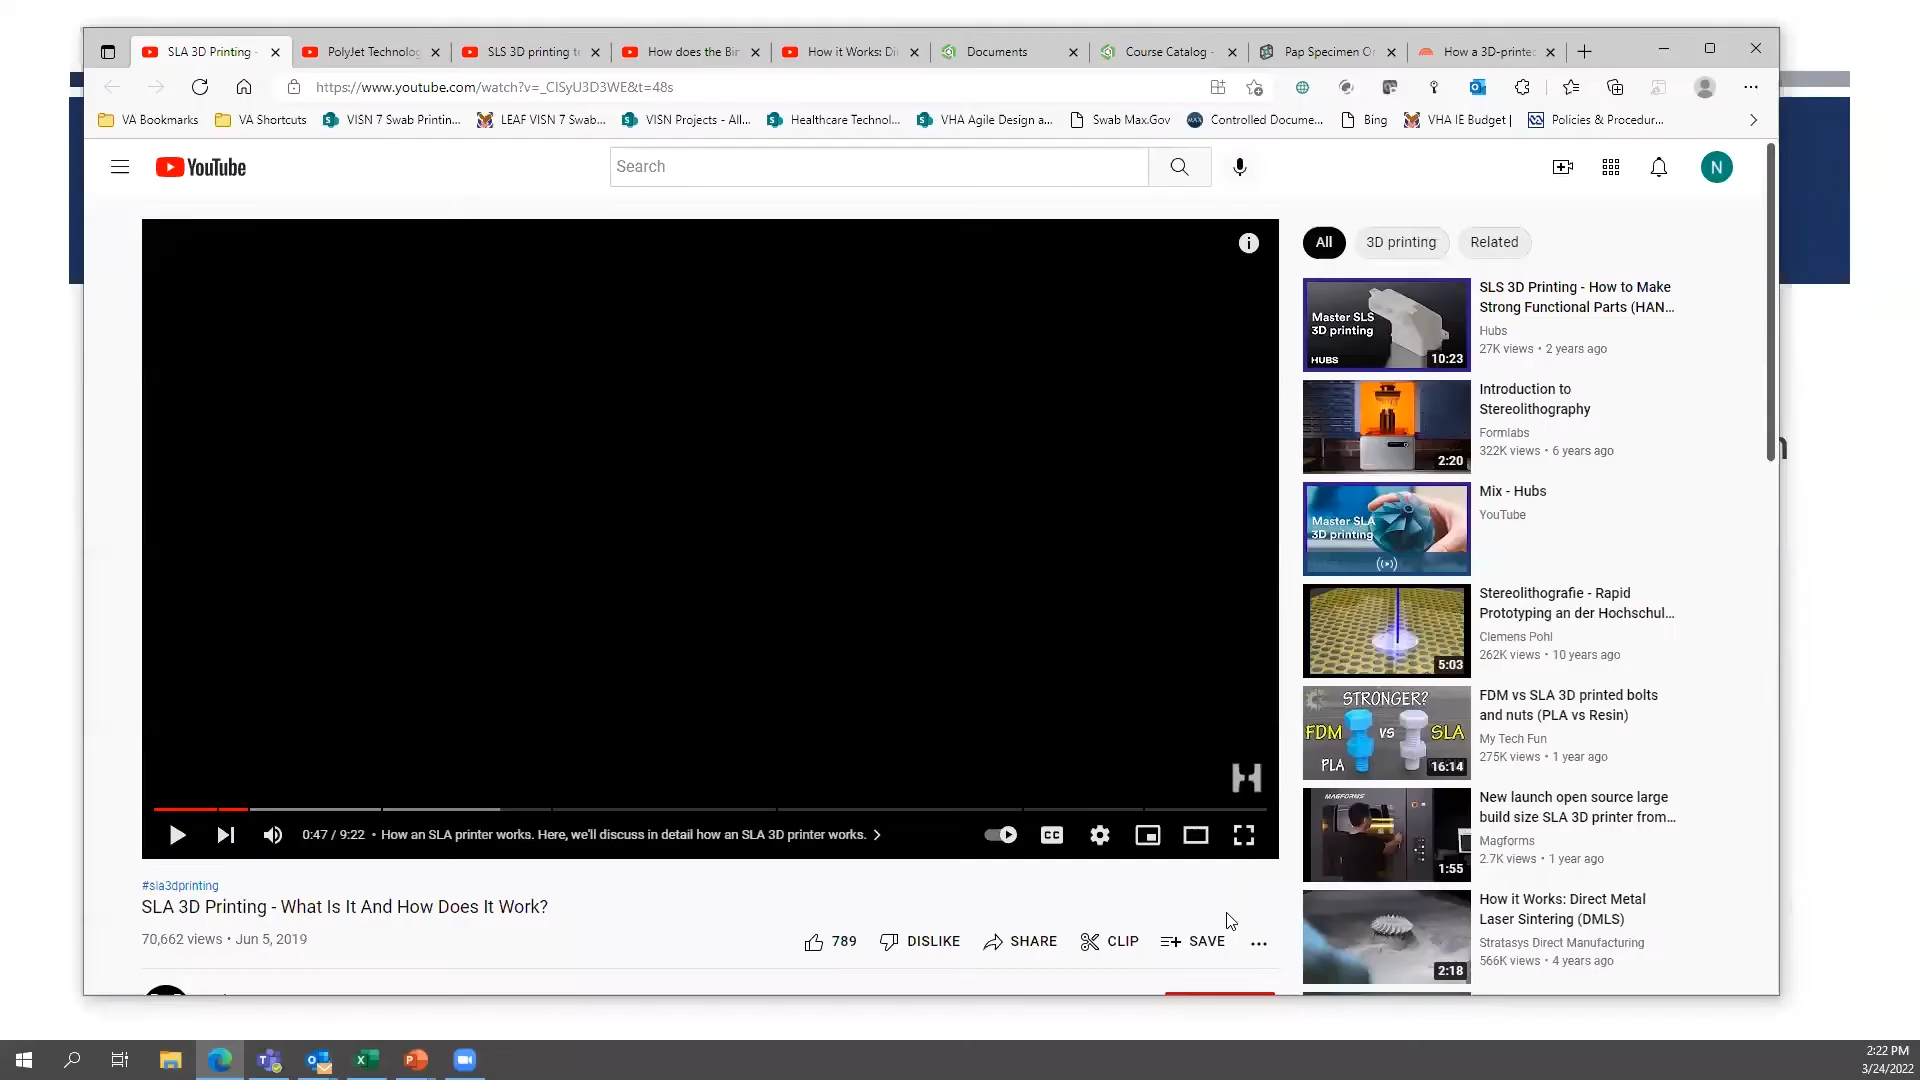 SLA 3D Printing -
PolyJet Technolog
SLS 3D printing te
How does the Bin
How it Works: Di
Documents
Course Catalog -
Pap Specimen Or
How a 3D-printed
https://www.youtube.com/watch?v=_CISyU3D3WE&t=48s
VA Bookmarks
VA Shortcuts
VISN 7 Swab Printin...
LEAF VISN 7 Swab...
VISN Projects - All...
Healthcare Technol...
VHA Agile Design a...
Swab Max.Gov
Controlled Docume...
Bing
VHA IE Budget |
Policies & Procedur...
YouTube
Search
N
All
3D printing
Related
Master SLS
3D printing
HUBS
10:23
SLS 3D Printing - How to Make
Strong Functional Parts (HAN...
Hubs
27K views • 2 years ago
2:20
Introduction to
Stereolithography
Formlabs
322K views • 6 years ago
Master SLA
3D printing
Mix - Hubs
YouTube
5:03
Stereolithografie - Rapid
Prototyping an der Hochschul...
Clemens Pohl
262K views • 10 years ago
STRONGER?
FDM VS SLA
PLA
16:14
FDM vs SLA 3D printed bolts
and nuts (PLA vs Resin)
My Tech Fun
275K views • 1 year ago
MAGFORMS
1:55
New launch open source large
build size SLA 3D printer from...
Magforms
2.7K views • 1 year ago
2:18
How it Works: Direct Metal
Laser Sintering (DMLS)
Stratasys Direct Manufacturing
566K views • 4 years ago
H
0:47 / 9:22 • How an SLA printer works. Here, we'll discuss in detail how an SLA 3D printer works.
CC
#sla3dprinting
SLA 3D Printing - What Is It And How Does It Work?
70,662 views • Jun 5, 2019
789
DISLIKE
SHARE
CLIP
SAVE
2:22 PM
3/24/2022